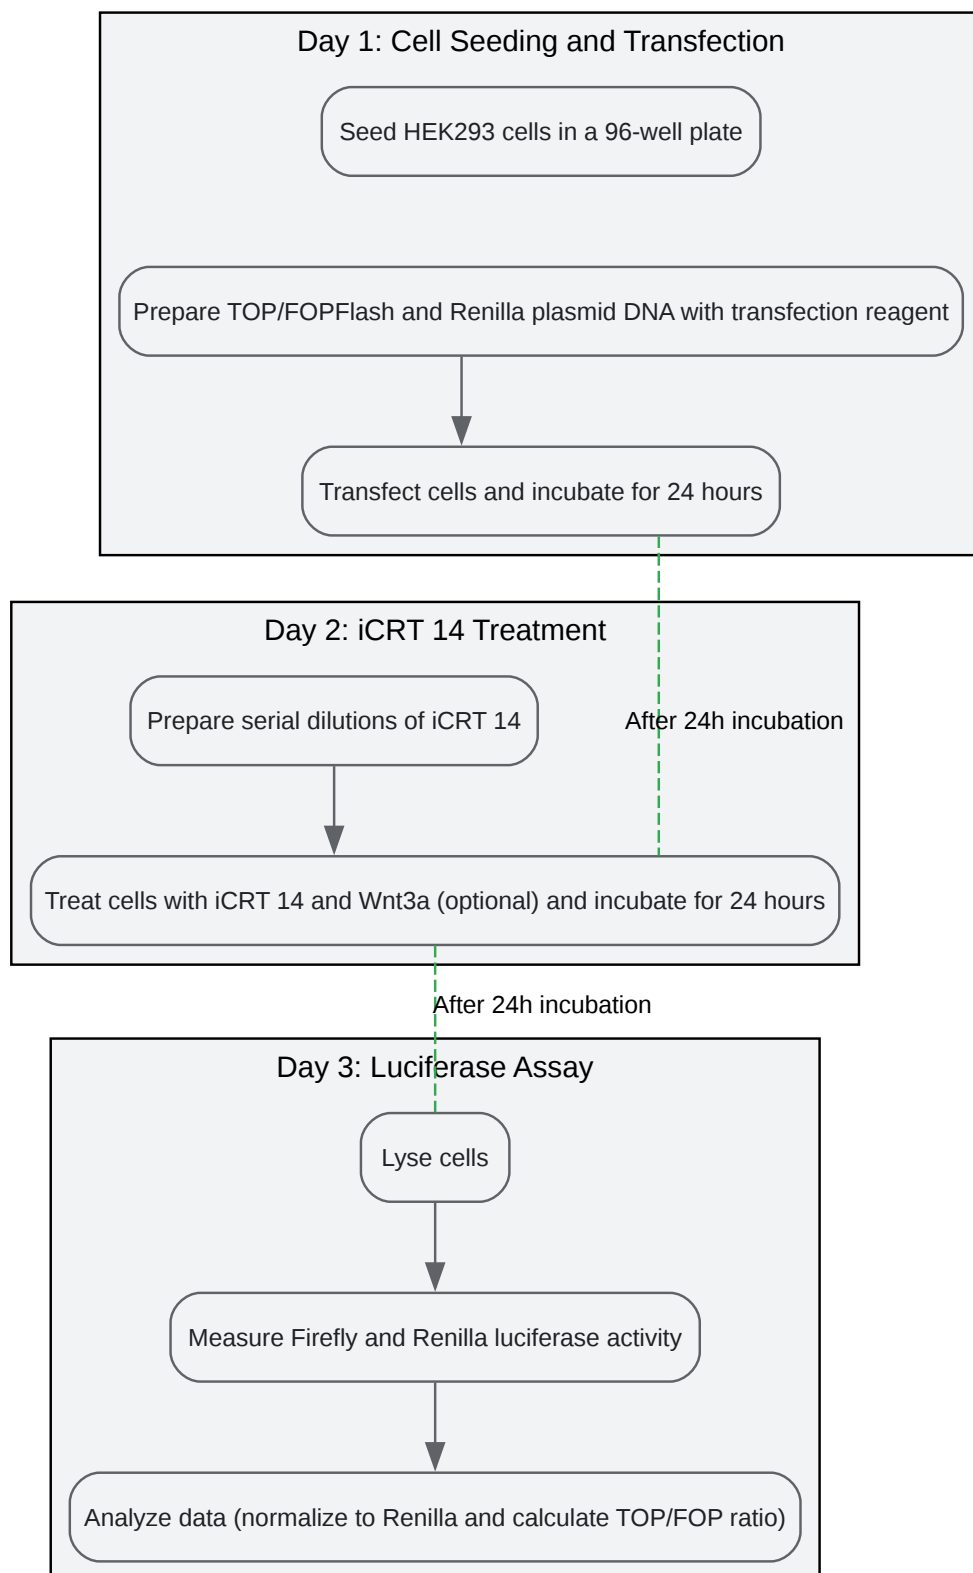 Day 1: Cell Seeding and Transfection
Seed HEK293 cells in a 96-well plate
Prepare TOP/FOPFlash and Renilla plasmid DNA with transfection reagent
Transfect cells and incubate for 24 hours
Day 2: iCRT 14 Treatment
Prepare serial dilutions of iCRT 14
After 24h incubation
Treat cells with iCRT 14 and Wnt3a (optional) and incubate for 24 hours
After 24h incubation
Day 3: Luciferase Assay
Lyse cells
Measure Firefly and Renilla luciferase activity
Analyze data (normalize to Renilla and calculate TOP/FOP ratio)